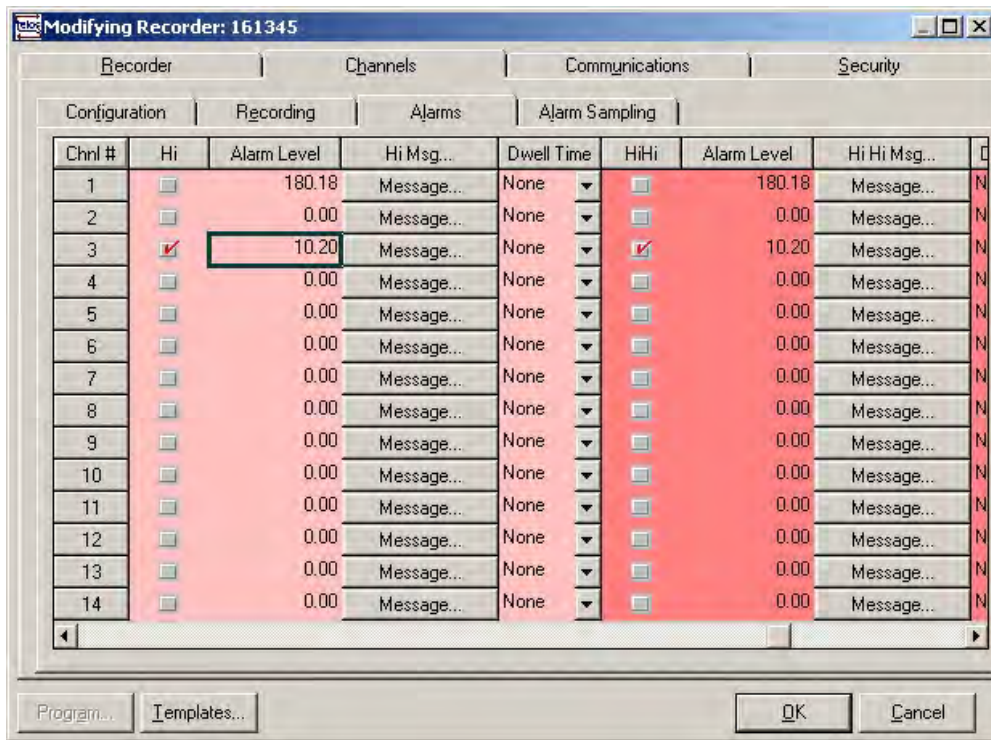 telog Modifying Recorder: 161345
Recorder Channels Communications Security
Configuration Recording Alarms Alarm Sampling
Chnl # Hi Alarm Level Hi Msg... Dwell Time HiHi Alarm Level Hi Hi Msg... D
1 180.18 Message... None 180.18 Message... N
2 0.00 Message... None 0.00 Message... N
3 10.20 Message... None 10.20 Message... N
4 0.00 Message... None 0.00 Message... N
5 0.00 Message... None 0.00 Message... N
6 0.00 Message... None 0.00 Message... N
7 0.00 Message... None 0.00 Message... N
8 0.00 Message... None 0.00 Message... N
9 0.00 Message... None 0.00 Message... N
10 0.00 Message... None 0.00 Message... N
11 0.00 Message... None 0.00 Message... N
12 0.00 Message... None 0.00 Message... N
13 0.00 Message... None 0.00 Message... N
14 0.00 Message... None 0.00 Message... N
Program... Templates... OK Cancel